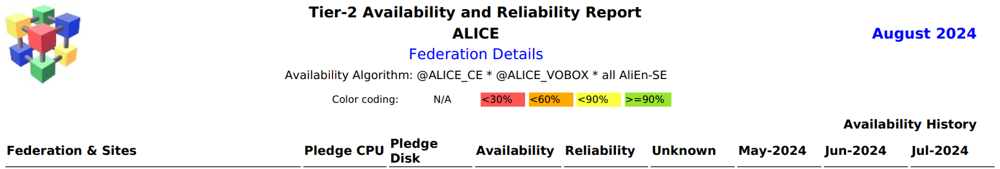 Tier-2 Availability and Reliability Report
ALICE
August 2024
Federation Details
Availability Algorithm: @ALICE_CE * @ALICE_VOBOX * all AliEn-SE
Color coding: N/A <30% <60% <90% >=90%
Availability History
Federation & Sites Pledge CPU Pledge Disk Availability Reliability Unknown May-2024 Jun-2024 Jul-2024